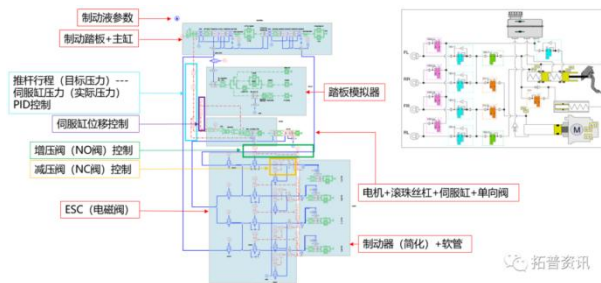 制动液参数
制动踏板+主缸
推杆行程（目标压力）---
伺服缸压力（实际压力）
PID控制
踏板模拟器
伺服缸位移控制
增压阀（NO阀）控制
减压阀（NC阀）控制
电机+滚珠丝杠+伺服缸+单向阀
ESC（电磁阀）
制动器（简化）+软管
M
拓普资讯